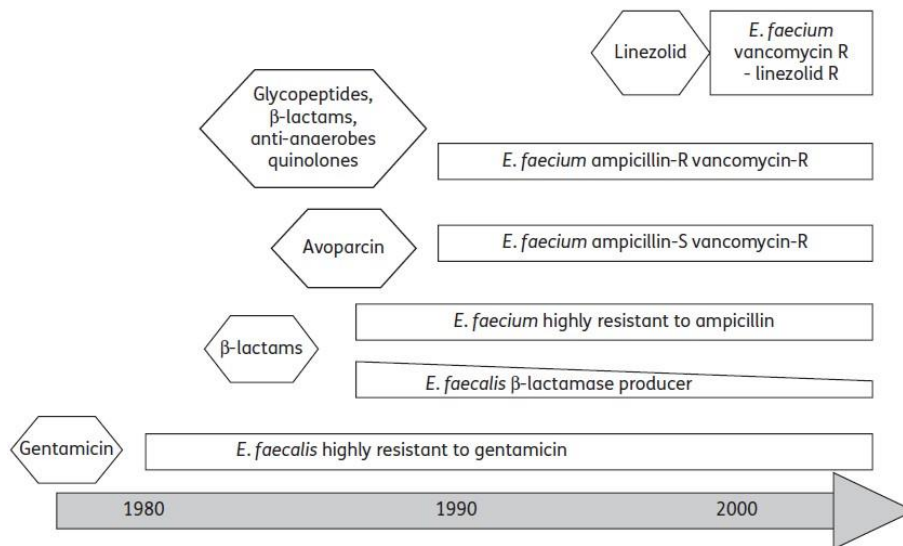 Linezolid
E. faecium
vancomycin R
- linezolid R
Glycopeptides,
β-lactams,
anti-anaerobes
quinolones
E. faecium ampicillin-R vancomycin-R
Avoparcin
E. faecium ampicillin-S vancomycin-R
β-lactams
E. faecium highly resistant to ampicillin
E. faecalis β-lactamase producer
Gentamicin
E. faecalis highly resistant to gentamicin
1980
1990
2000